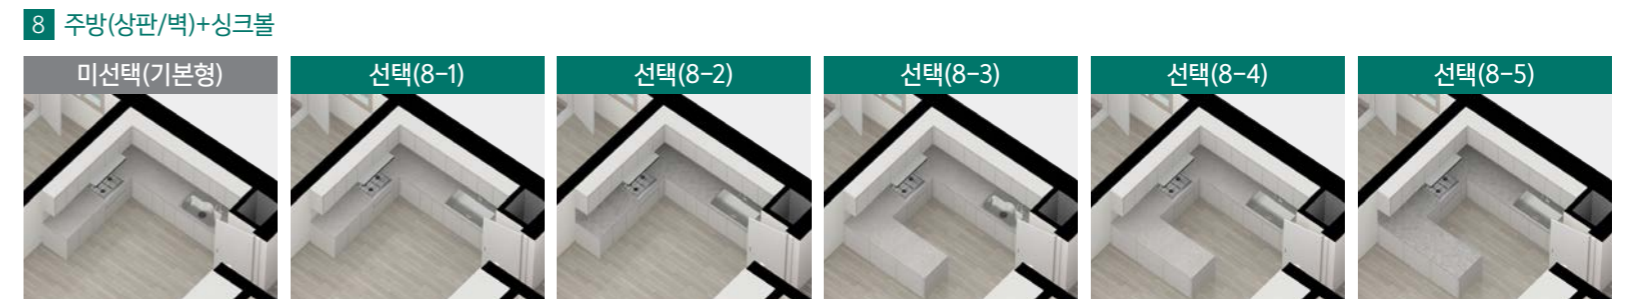 8 주방(상판/벽)+싱크볼
미선택(기본형)
선택(8-1)
선택(8-2)
선택(8-3)
선택(8-4)
선택(8-5)